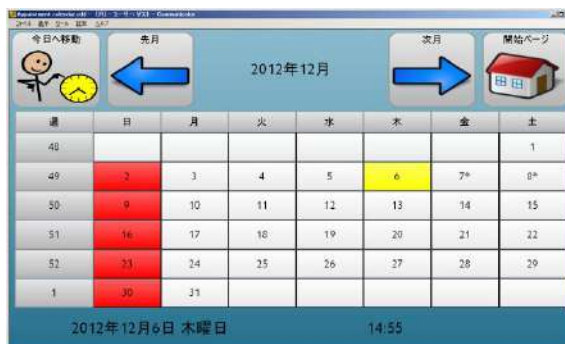 今日へ移動
先月
2012年12月
次月
開始ページ
週 日 月 火 水 木 金 土
48 1
49 2 3 4 5 6 7* 8*
50 9 10 11 12 13 14 15
51 16 17 18 19 20 21 22
52 23 24 25 26 27 28 29
1 30 31
2012年12月6日 木曜日 14:55